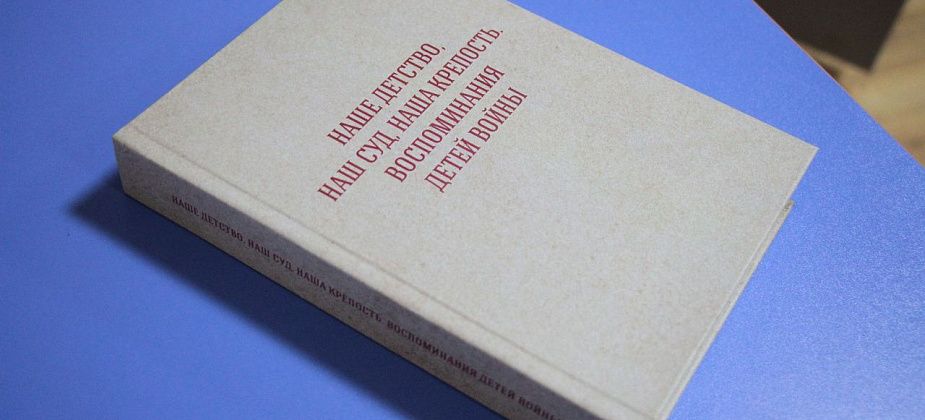 НАШЕ ДЕТСТВО,
НАШ СУД, НАША КРЕПОСТЬ.
ВОСПОМИНАНИЯ
ДЕТЕЙ ВОЙНЫ
НАШЕ ДЕТСТВО, НАШ СУД, НАША КРЕПОСТЬ. ВОСПОМИНАНИЯ ДЕТЕЙ ВОЙНЫ